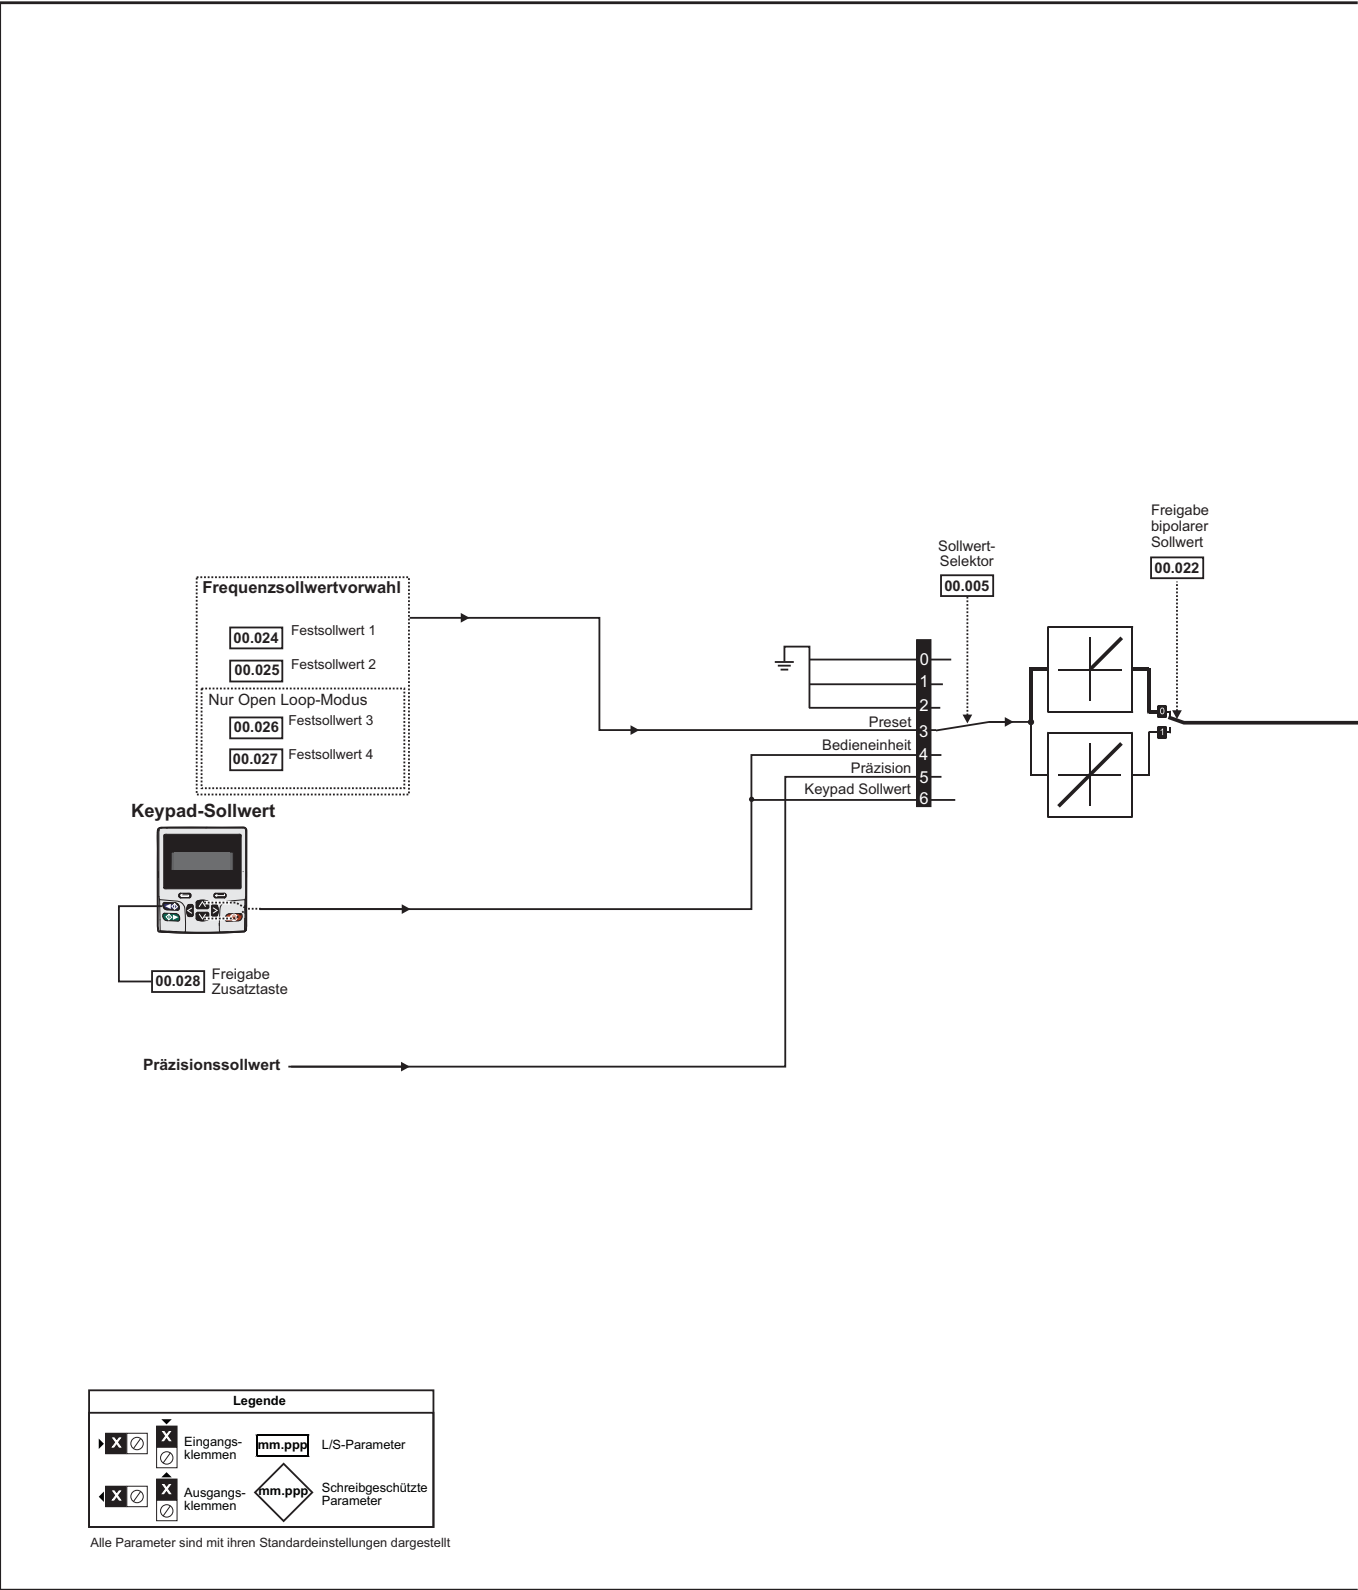 Freigabe
bipolarer
Sollwert
00.022
Sollwert-
Selektor
00.005
Frequenzsollwertvorwahl
00.024 Festsollwert 1
00.025 Festsollwert 2
Nur Open Loop-Modus
00.026 Festsollwert 3
00.027 Festsollwert 4
0
1
2
Preset 3
Bedieneinheit 4
Präzision 5
Keypad Sollwert 6
0
1
Keypad-Sollwert
00.028 Freigabe
Zusatztaste
Präzisionssollwert
Legende
X X Eingangs-
klemmen
mm.ppp L/S-Parameter
X X Ausgangs-
klemmen
mm.ppp Schreibgeschützte
Parameter
Alle Parameter sind mit ihren Standardeinstellungen dargestellt